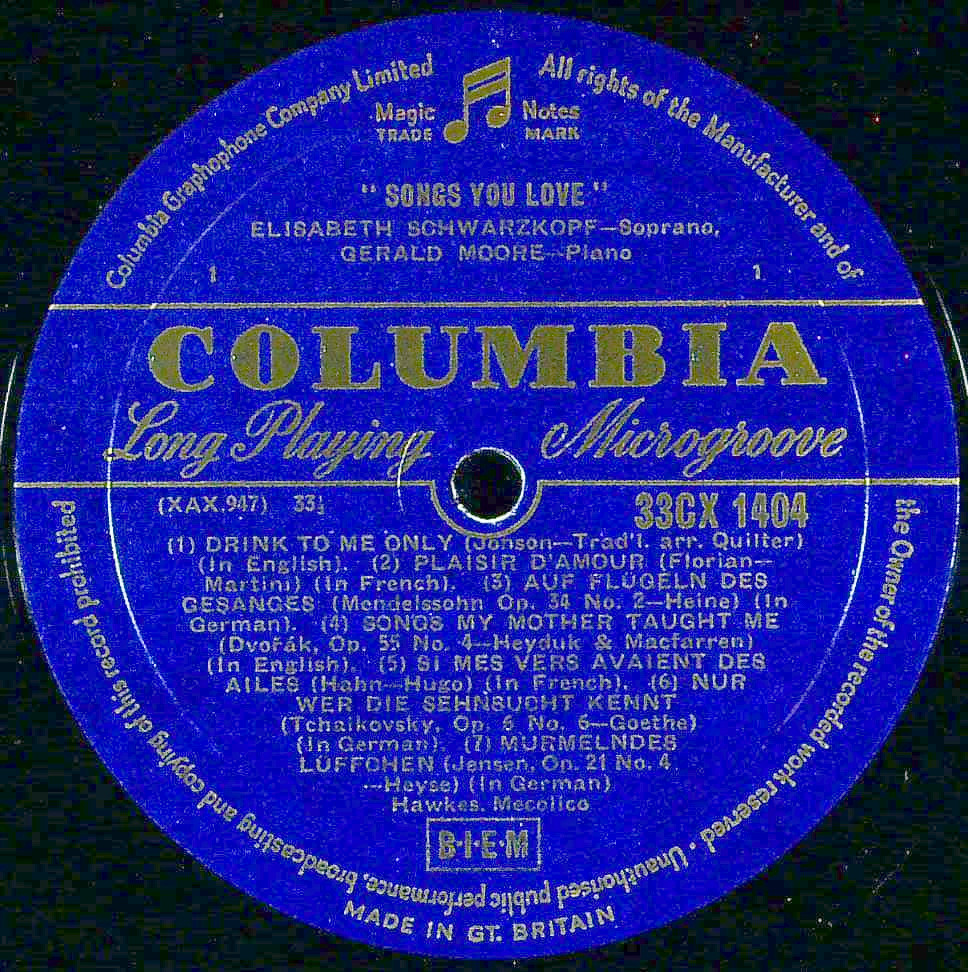 Columbia Graphophone Company Limited
Magic Notes
TRADE MARK
All rights of the Manufacturer and of
the Owner of the recorded work reserved · Unauthorised public performance, broadcasting and copying of this record prohibited
"SONGS YOU LOVE"
ELISABETH SCHWARZKOPF—Soprano,
GERALD MOORE—Piano
1 1
COLUMBIA
Long Playing Microgroove
(XAX.947) 33⅓ 33CX 1404
(1) DRINK TO ME ONLY (Jonson—Trad'l. arr. Quilter)
(In English). (2) PLAISIR D'AMOUR (Florian—
Martini) (In French). (3) AUF FLÜGELN DES
GESANGES (Mendelssohn Op. 34 No. 2—Heine) (In
German). (4) SONGS MY MOTHER TAUGHT ME
(Dvořák, Op. 55 No. 4—Heyduk & Macfarren)
(In English). (5) SI MES VERS AVAIENT DES
AILES (Hahn—Hugo) (In French). (6) NUR
WER DIE SEHNSUCHT KENNT
(Tchaikovsky, Op. 6 No. 6—Goethe)
(In German). (7) MURMELNDES
LÜFFCHEN (Jensen, Op. 21 No. 4
—Heyse) (In German)
Hawkes. Mecolico
B·I·E·M
MADE IN GT. BRITAIN